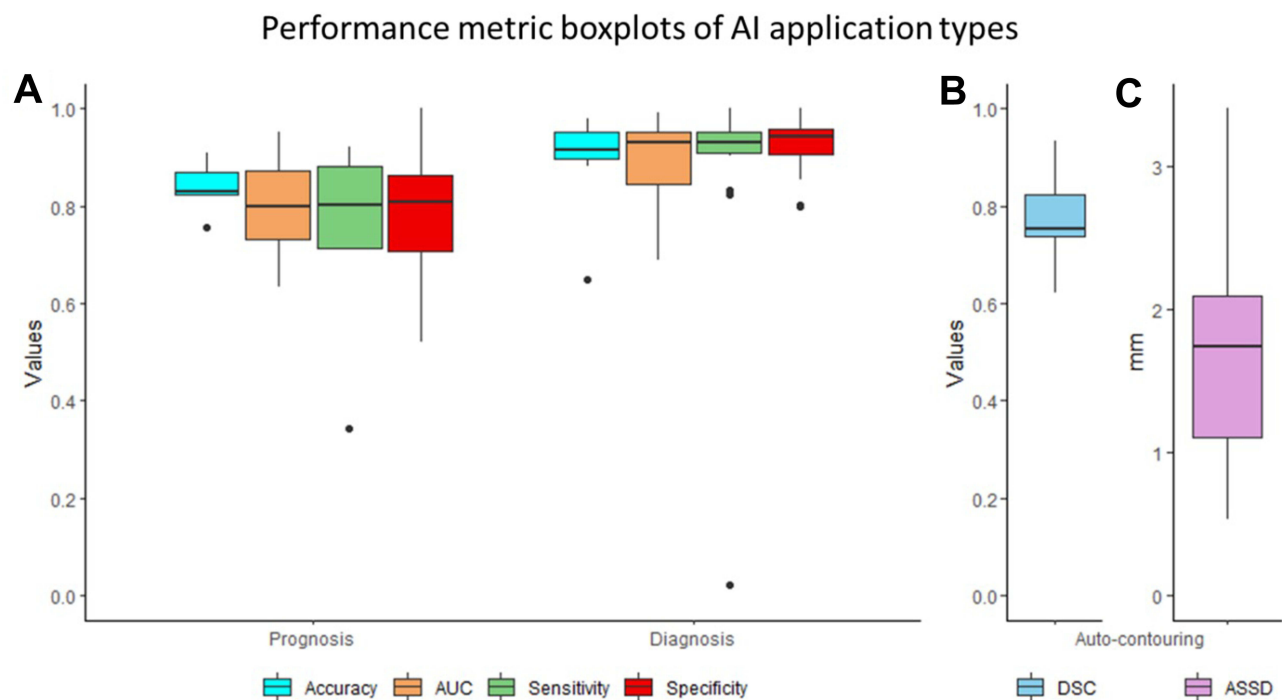 Performance metric boxplots of AI application types
A
B
C
1.0
0.8
0.6
0.4
0.2
0.0
Values
Prognosis
Diagnosis
Accuracy
AUC
Sensitivity
Specificity
1.0
0.8
0.6
0.4
0.2
0.0
Values
3
2
1
0
mm
Auto-contouring
DSC
ASSD